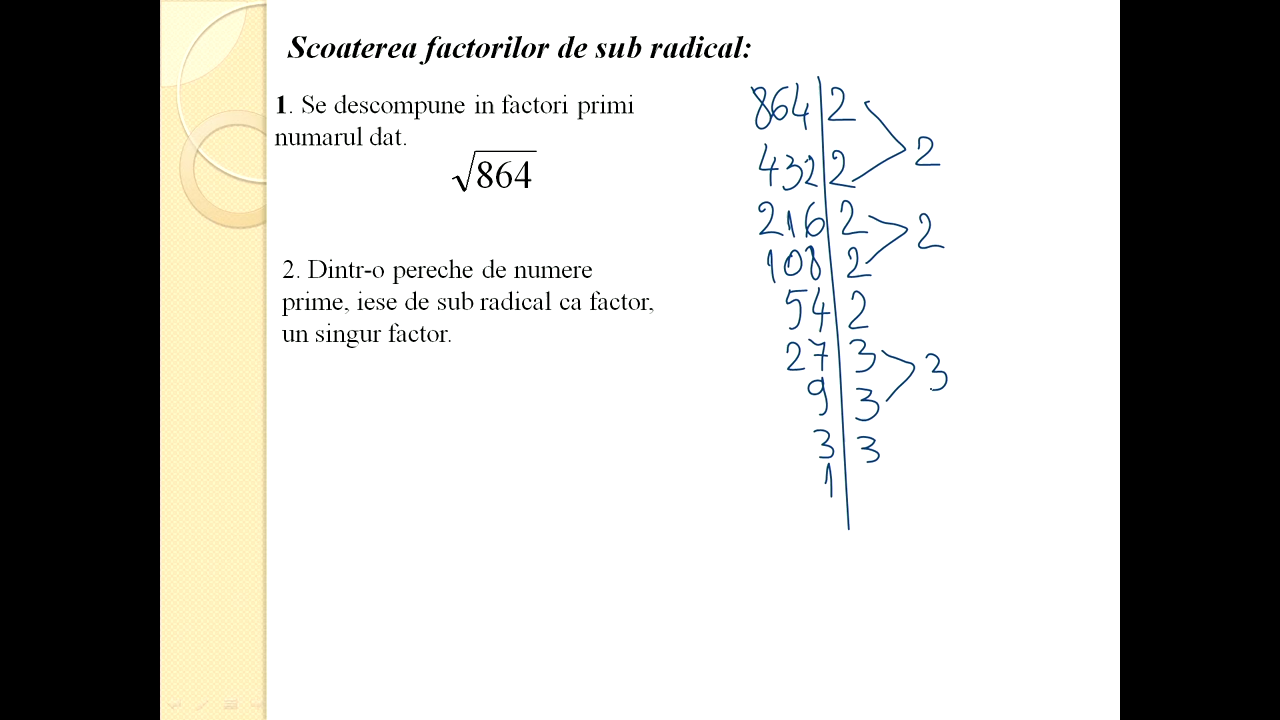 Scoaterea factorilor de sub radical:
1. Se descompune in factori primi
numarul dat.
√864
2. Dintr-o pereche de numere
prime, iese de sub radical ca factor,
un singur factor.
864 2
2
432 2
216 2
2
108 2
54 2
27 3
3
9 3
3 3
1